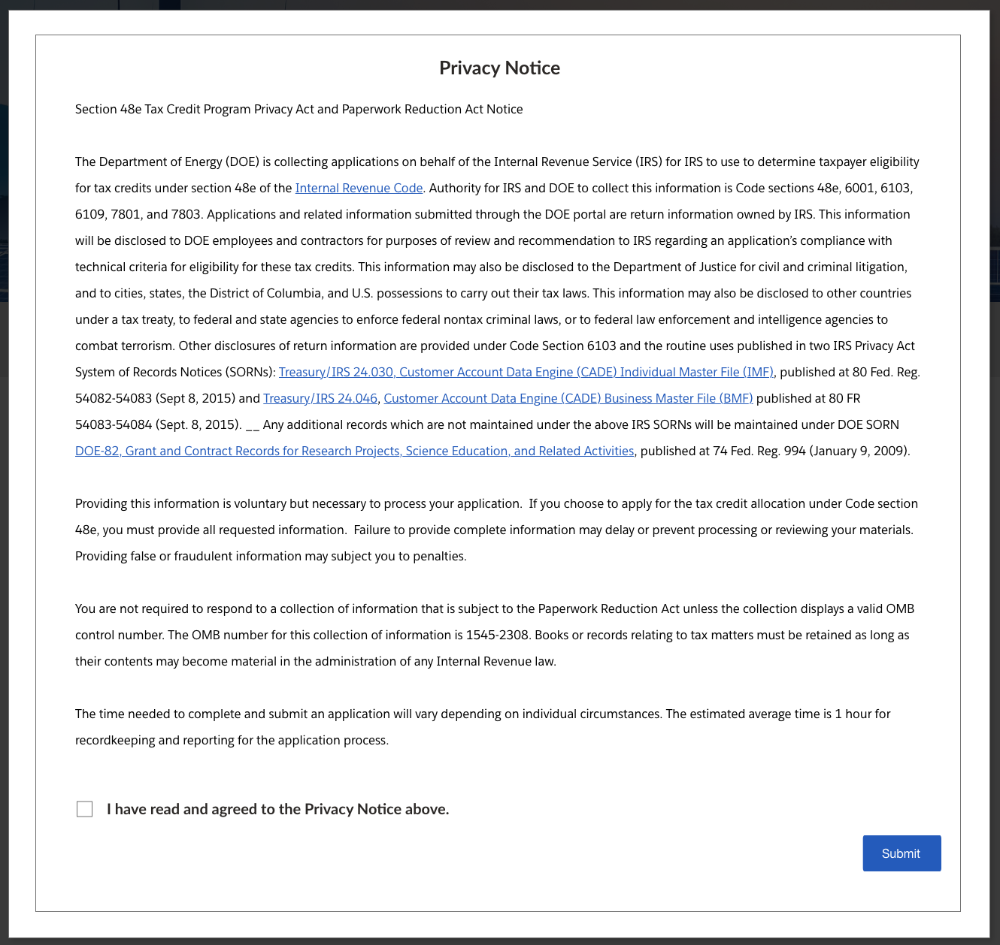 Privacy Notice
Section 48e Tax Credit Program Privacy Act and Paperwork Reduction Act Notice
The Department of Energy (DOE) is collecting applications on behalf of the Internal Revenue Service (IRS) for IRS to use to determine taxpayer eligibility
for tax credits under section 48e of the Internal Revenue Code. Authority for IRS and DOE to collect this information is Code sections 48e, 6001, 6103,
6109, 7801, and 7803. Applications and related information submitted through the DOE portal are return information owned by IRS. This information
will be disclosed to DOE employees and contractors for purposes of review and recommendation to IRS regarding an application’s compliance with
technical criteria for eligibility for these tax credits. This information may also be disclosed to the Department of Justice for civil and criminal litigation,
and to cities, states, the District of Columbia, and U.S. possessions to carry out their tax laws. This information may also be disclosed to other countries
under a tax treaty, to federal and state agencies to enforce federal nontax criminal laws, or to federal law enforcement and intelligence agencies to
combat terrorism. Other disclosures of return information are provided under Code Section 6103 and the routine uses published in two IRS Privacy Act
System of Records Notices (SORNs): Treasury/IRS 24.030, Customer Account Data Engine (CADE) Individual Master File (IMF), published at 80 Fed. Reg.
54082-54083 (Sept 8, 2015) and Treasury/IRS 24.046, Customer Account Data Engine (CADE) Business Master File (BMF) published at 80 FR
54083-54084 (Sept. 8, 2015). __ Any additional records which are not maintained under the above IRS SORNs will be maintained under DOE SORN
DOE-82, Grant and Contract Records for Research Projects, Science Education, and Related Activities, published at 74 Fed. Reg. 994 (January 9, 2009).
Providing this information is voluntary but necessary to process your application.  If you choose to apply for the tax credit allocation under Code section
48e, you must provide all requested information.  Failure to provide complete information may delay or prevent processing or reviewing your materials.
Providing false or fraudulent information may subject you to penalties.
You are not required to respond to a collection of information that is subject to the Paperwork Reduction Act unless the collection displays a valid OMB
control number. The OMB number for this collection of information is 1545-2308. Books or records relating to tax matters must be retained as long as
their contents may become material in the administration of any Internal Revenue law.
The time needed to complete and submit an application will vary depending on individual circumstances. The estimated average time is 1 hour for
recordkeeping and reporting for the application process.
I have read and agreed to the Privacy Notice above.
Submit